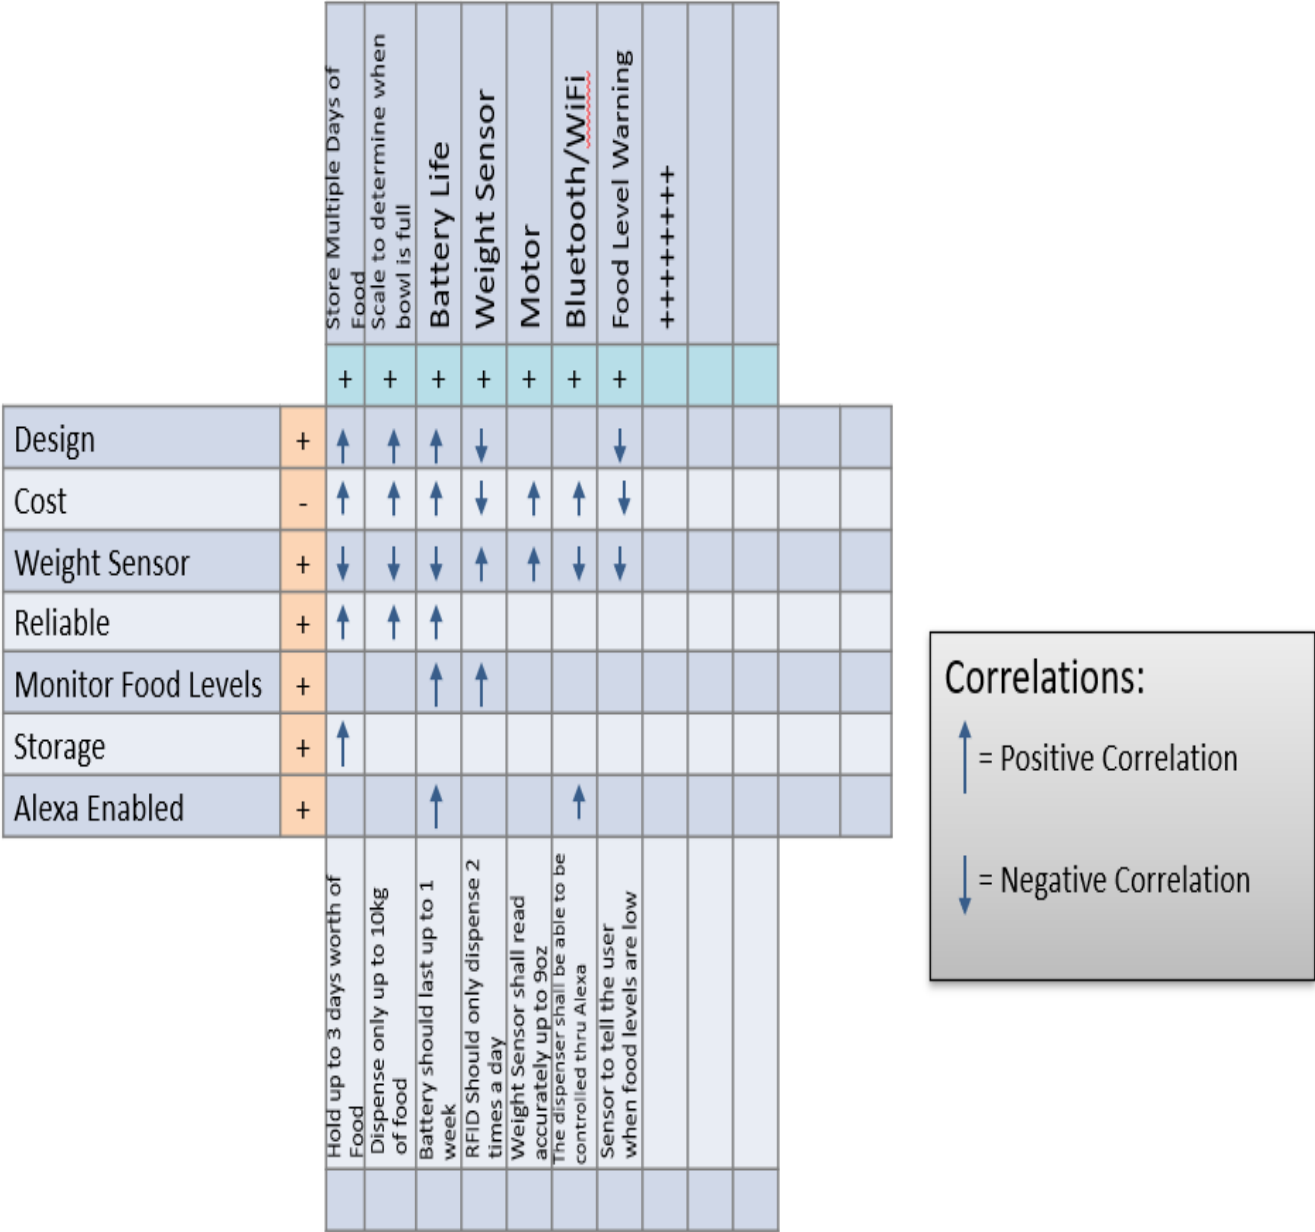 Store Multiple Days of
Food
Scale to determine when
bowl is full
Battery Life
Weight Sensor
Motor
Bluetooth/WiFi
Food Level Warning
++++++++
+ + + + + + +
Design + ↑ ↑ ↑ ↓ ↓
Cost - ↑ ↑ ↑ ↓ ↑ ↑ ↓
Weight Sensor + ↓ ↓ ↓ ↑ ↑ ↓ ↓
Reliable + ↑ ↑ ↑
Monitor Food Levels + ↑ ↑
Storage + ↑
Alexa Enabled + ↑ ↑
Hold up to 3 days worth of
Food
Dispense only up to 10kg
of food
Battery should last up to 1
week
RFID Should only dispense 2
times a day
Weight Sensor shall read
accurately up to 9oz
The dispenser shall be able to be
controlled thru Alexa
Sensor to tell the user
when food levels are low
Correlations:
↑ = Positive Correlation
↓ = Negative Correlation